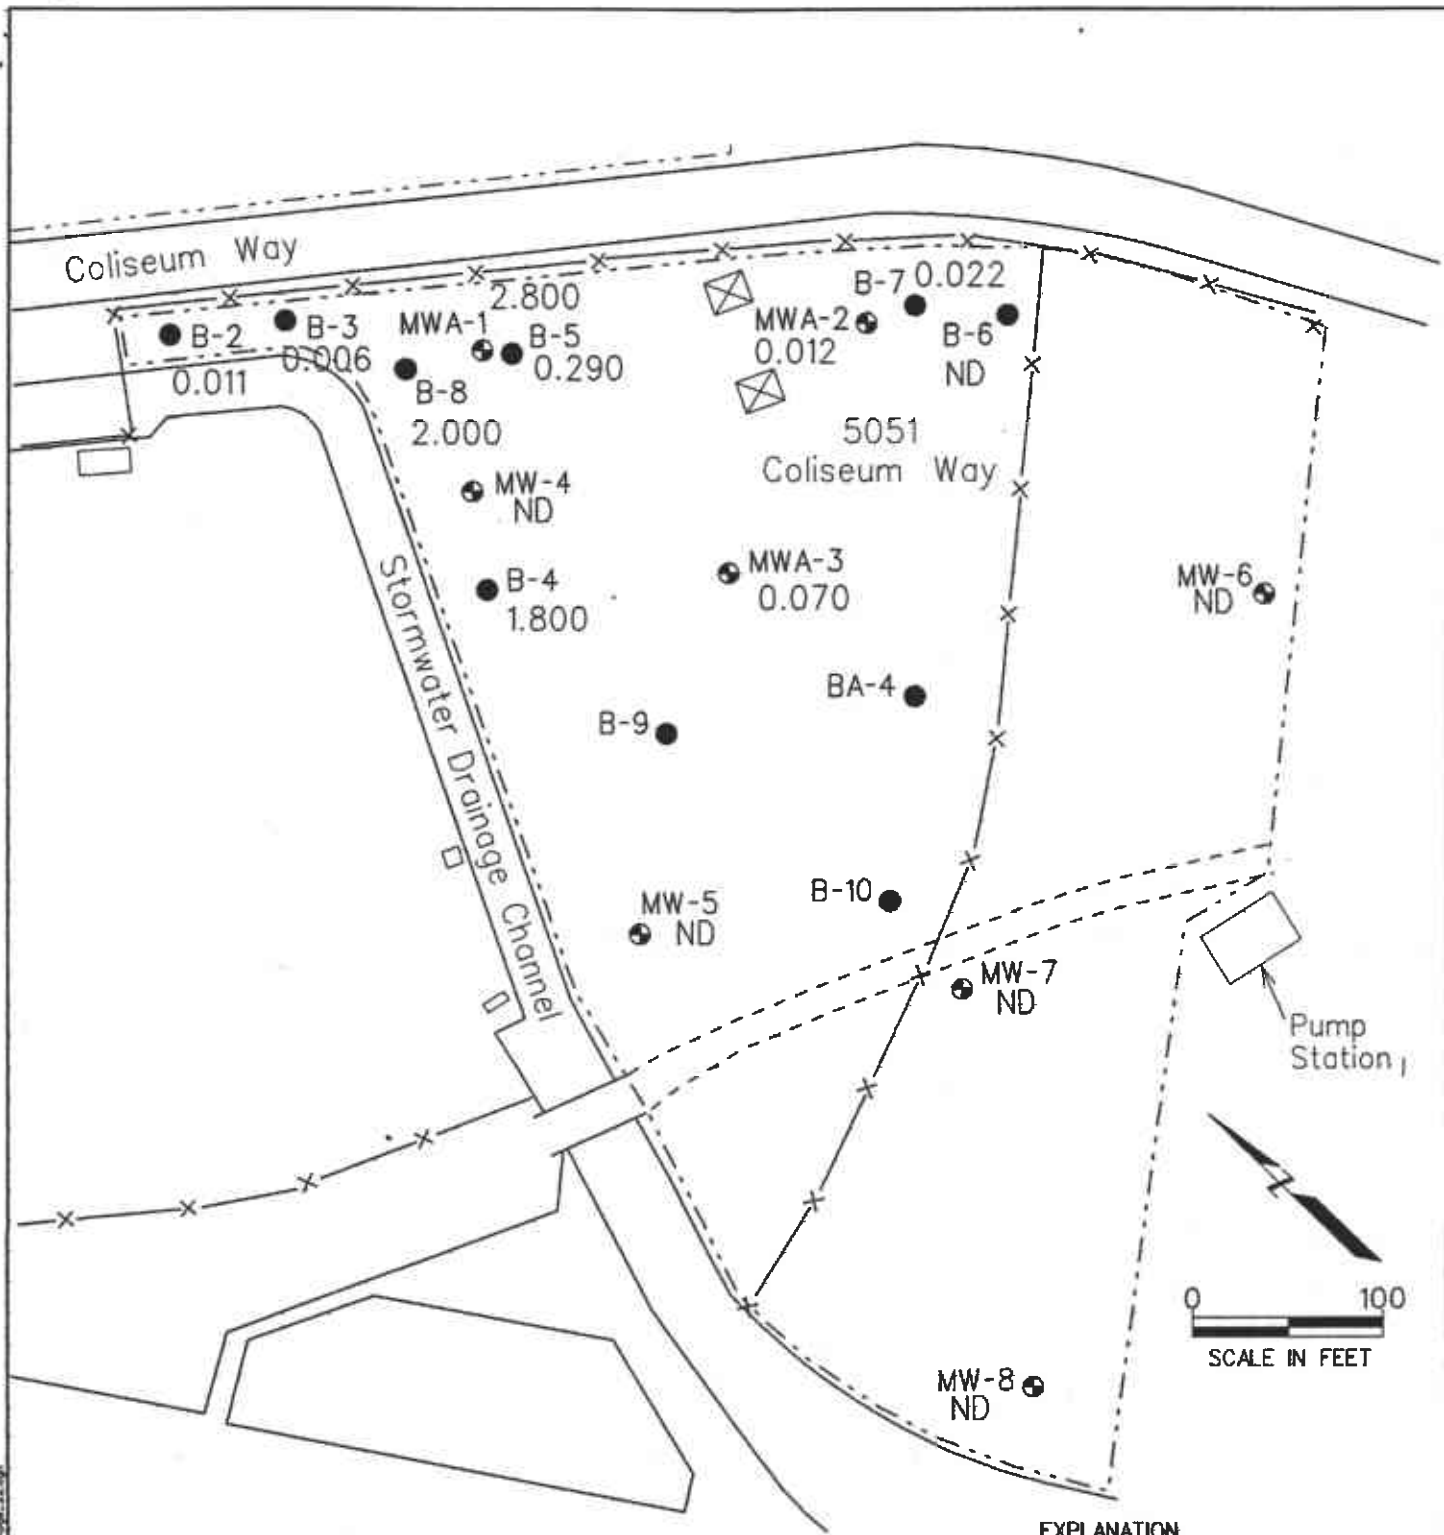 Coliseum Way
B-7 0.022
2.800
B-2
B-3
0.006
0.011
MWA-1
B-5
0.290
MWA-2
0.012
B-6
ND
B-8
2.000
5051
Coliseum Way
MW-4
ND
B-4
1.800
MWA-3
0.070
MW-6
ND
Stormwater Drainage Channel
BA-4
B-9
B-10
MW-5
ND
MW-7
ND
Pump
Station
0 100
SCALE IN FEET
MW-8
ND
EXPLANATION